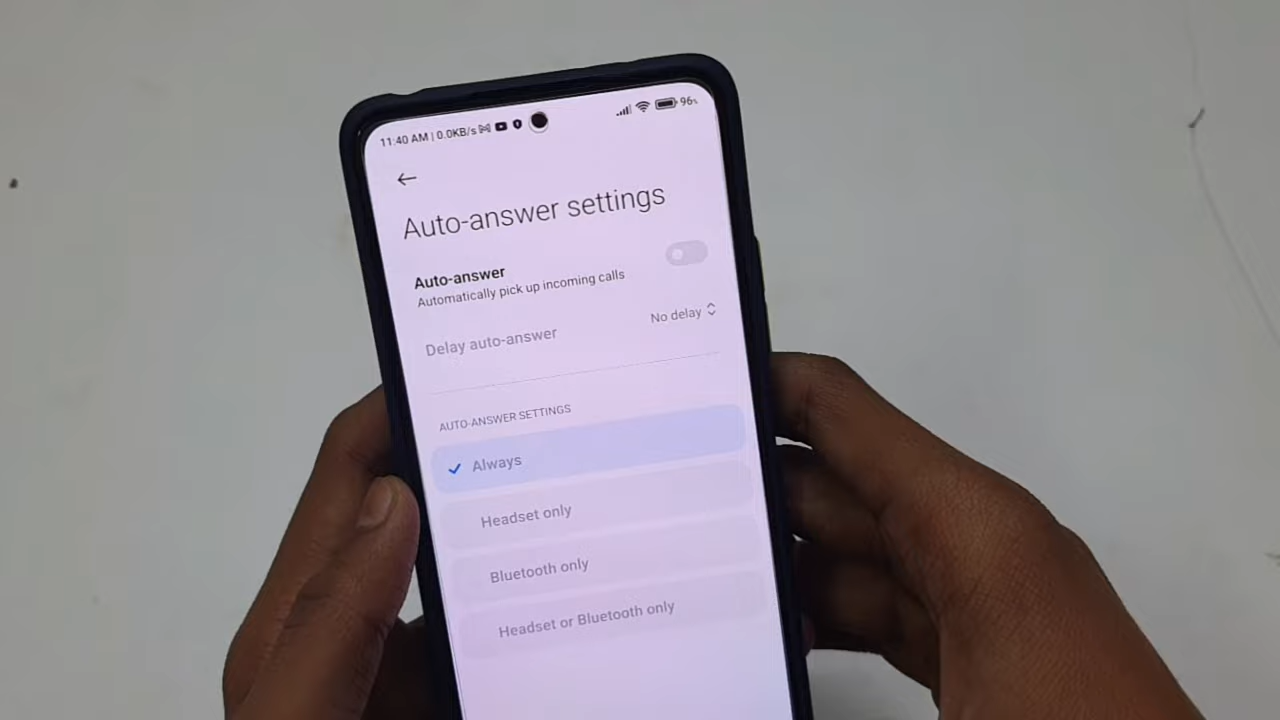 11:40 AM | 0.0KB/s 96%
Auto-answer settings
Auto-answer
Automatically pick up incoming calls
Delay auto-answer No delay
AUTO-ANSWER SETTINGS
Always
Headset only
Bluetooth only
Headset or Bluetooth only